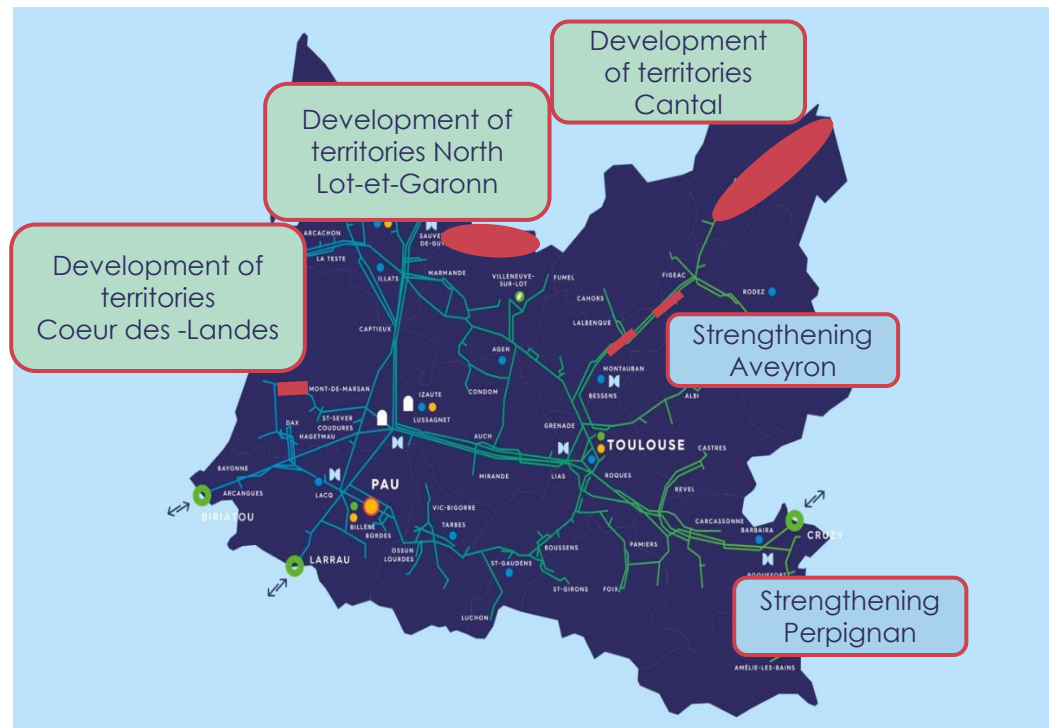 Development
of territories
Cantal
Development of
territories North
Lot-et-Garonn
Development of
territories
Coeur des -Landes
ARCACHON
LA TESTE
ILLATS
MARMANDE
VILLENEUVE-
SUR-LOT
FUMEL
CAHORS
LALBENQUE
FIGEAC
RODEZ
CAPTIEUX
AGEN
CONDOM
Strengthening
Aveyron
MONTAUBAN
BESSENS
ALBI
MONT-DE-MARSAN
IZAUTE
LUSSAGNET
ST-SEVER
COUDURES
HAGETMAU
DAX
AUCH
MIRANDE
GRENADE
TOULOUSE
LIAS
ROQUES
CASTRES
REVEL
BAYONNE
ARCANGUES
BIRIATOU
LACQ
PAU
BILLÈRE
BORDES
VIC-BIGORRE
TARBES
OSSUN
LOURDES
LARRAU
BOUSSENS
PAMIERS
CARCASSONNE
BARBAIRA
CRUZY
ST-GAUDENS
ST-GIRONS
FOIX
LUCHON
Strengthening
Perpignan
AMÉLIE-LES-BAINS